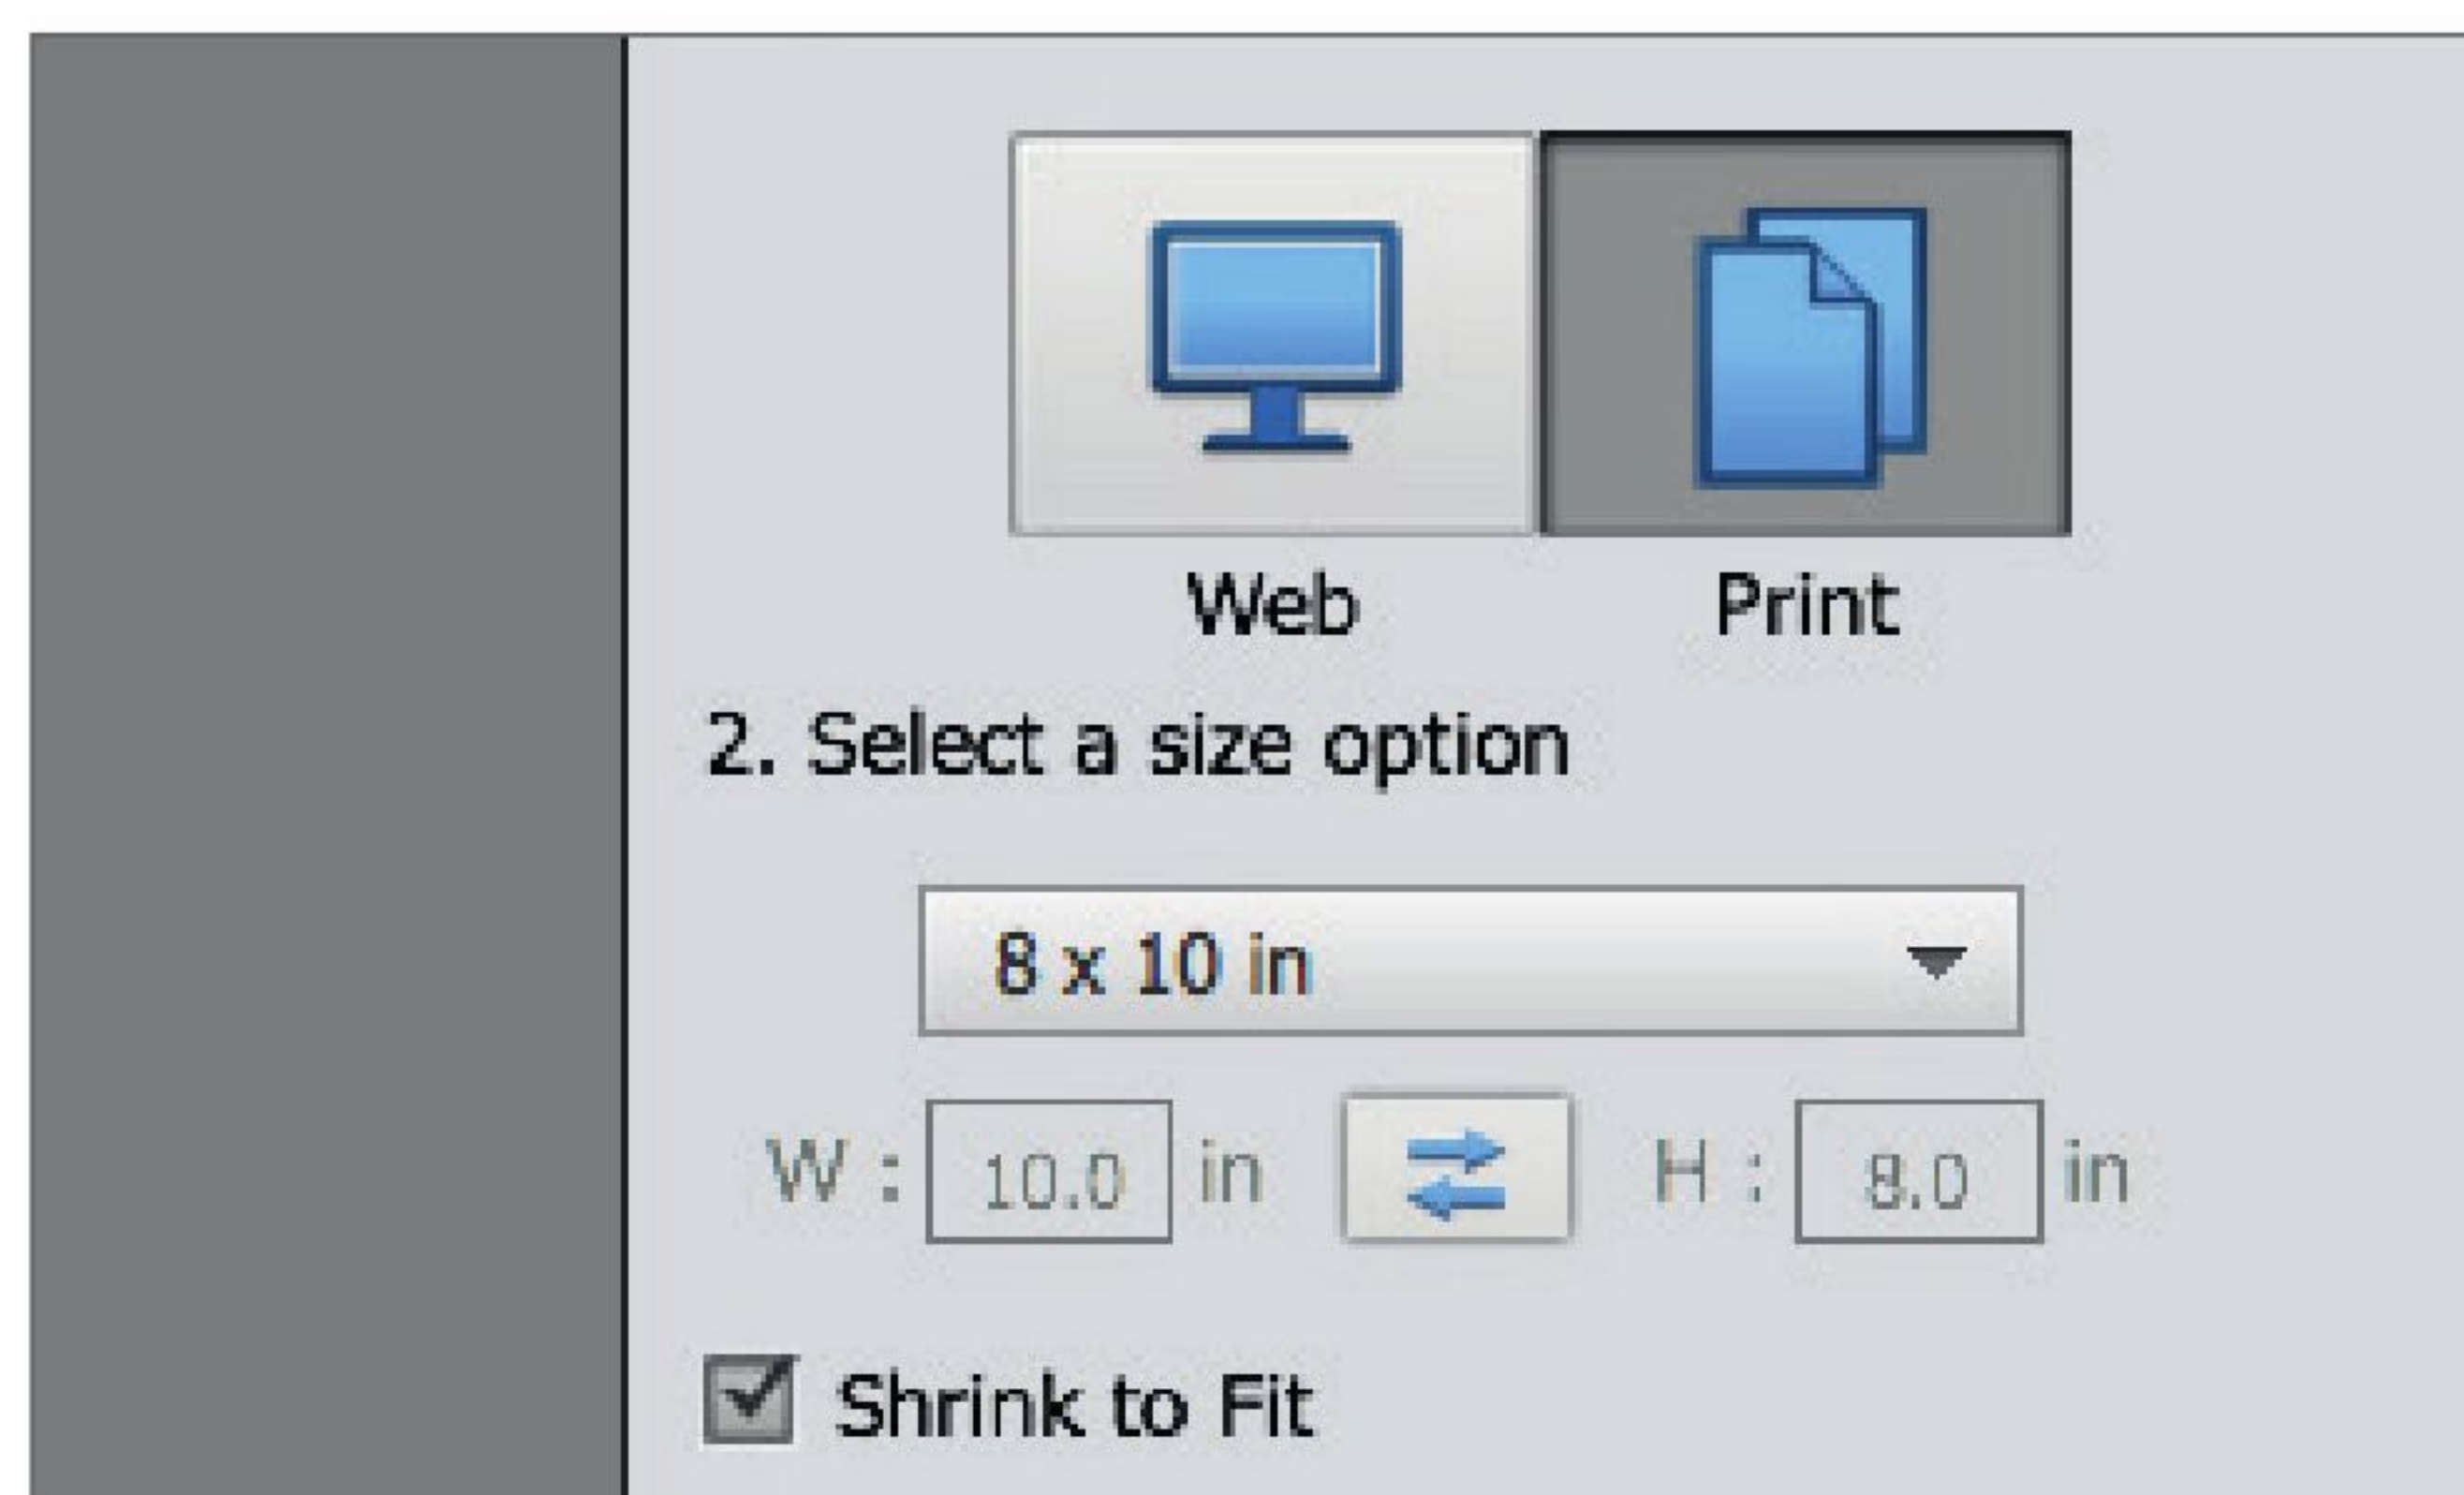 Web Print
2. Select a size option
8 x 10 in
W : 10.0 in H : 8.0 in
Shrink to Fit